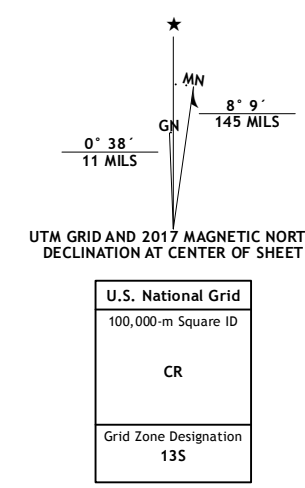 ★
MN
GN
8° 9´
145 MILS
0° 38´
11 MILS
UTM GRID AND 2017 MAGNETIC NORT
DECLINATION AT CENTER OF SHEET
U.S. National Grid
100,000-m Square ID
CR
Grid Zone Designation
13S